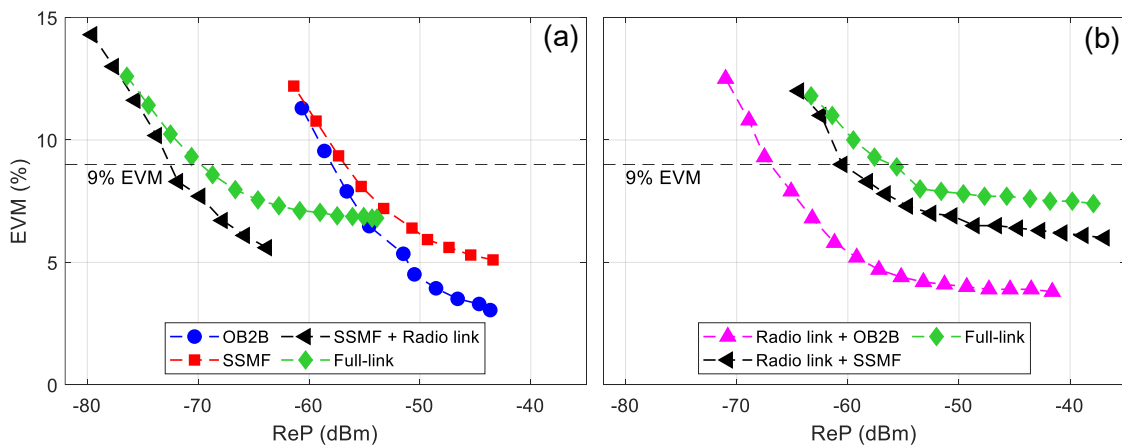 15
10
5
0
EVM (%)
(a)
9% EVM
OB2B
SSMF + Radio link
SSMF
Full-link
-80
-70
-60
-50
-40
ReP (dBm)
(b)
9% EVM
Radio link + OB2B
Full-link
Radio link + SSMF
-80
-70
-60
-50
-40
ReP (dBm)